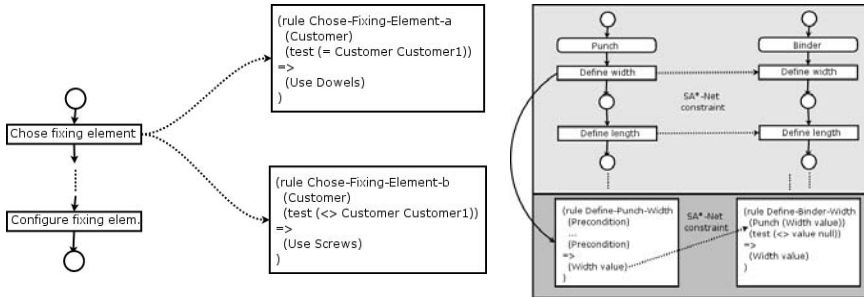 Chose fixing element
Configure fixing elem.
(rule Chose-Fixing-Element-a
(Customer)
(test (= Customer Customer1))
=>
(Use Dowels)
)
(rule Chose-Fixing-Element-b
(Customer)
(test (<> Customer Customer1))
=>
(Use Screws)
)
Punch
Binder
Define width
Define width
SA*-Net
constraint
Define length
Define length
(rule Define-Punch-Width
(Precondition)
...
(Precondition)
=>
(Width value)
)
SA*-Net
constraint
(rule Define-Binder-Width
(Punch (Width value))
(test (<> value null))
=>
(Width value)
)